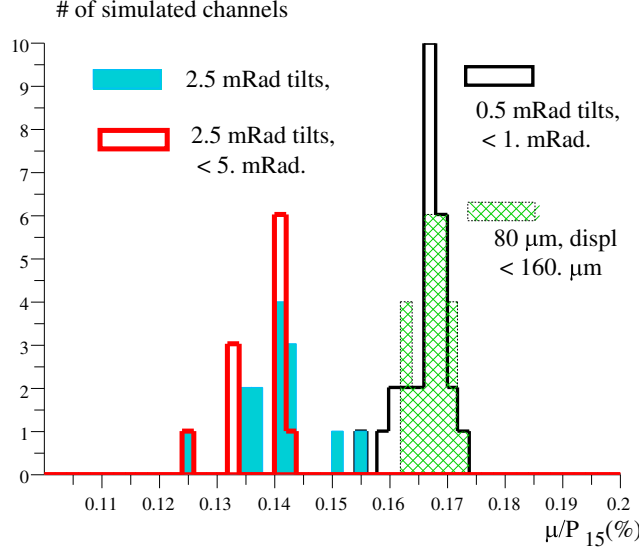 # of simulated channels
10
9
8
7
6
5
4
3
2
1
0
2.5 mRad tilts,
2.5 mRad tilts,
< 5. mRad.
0.5 mRad tilts,
< 1. mRad.
80 μm, displ
< 160. μm
0.11 0.12 0.13 0.14 0.15 0.16 0.17 0.18 0.19 0.2
μ/P 15(%)